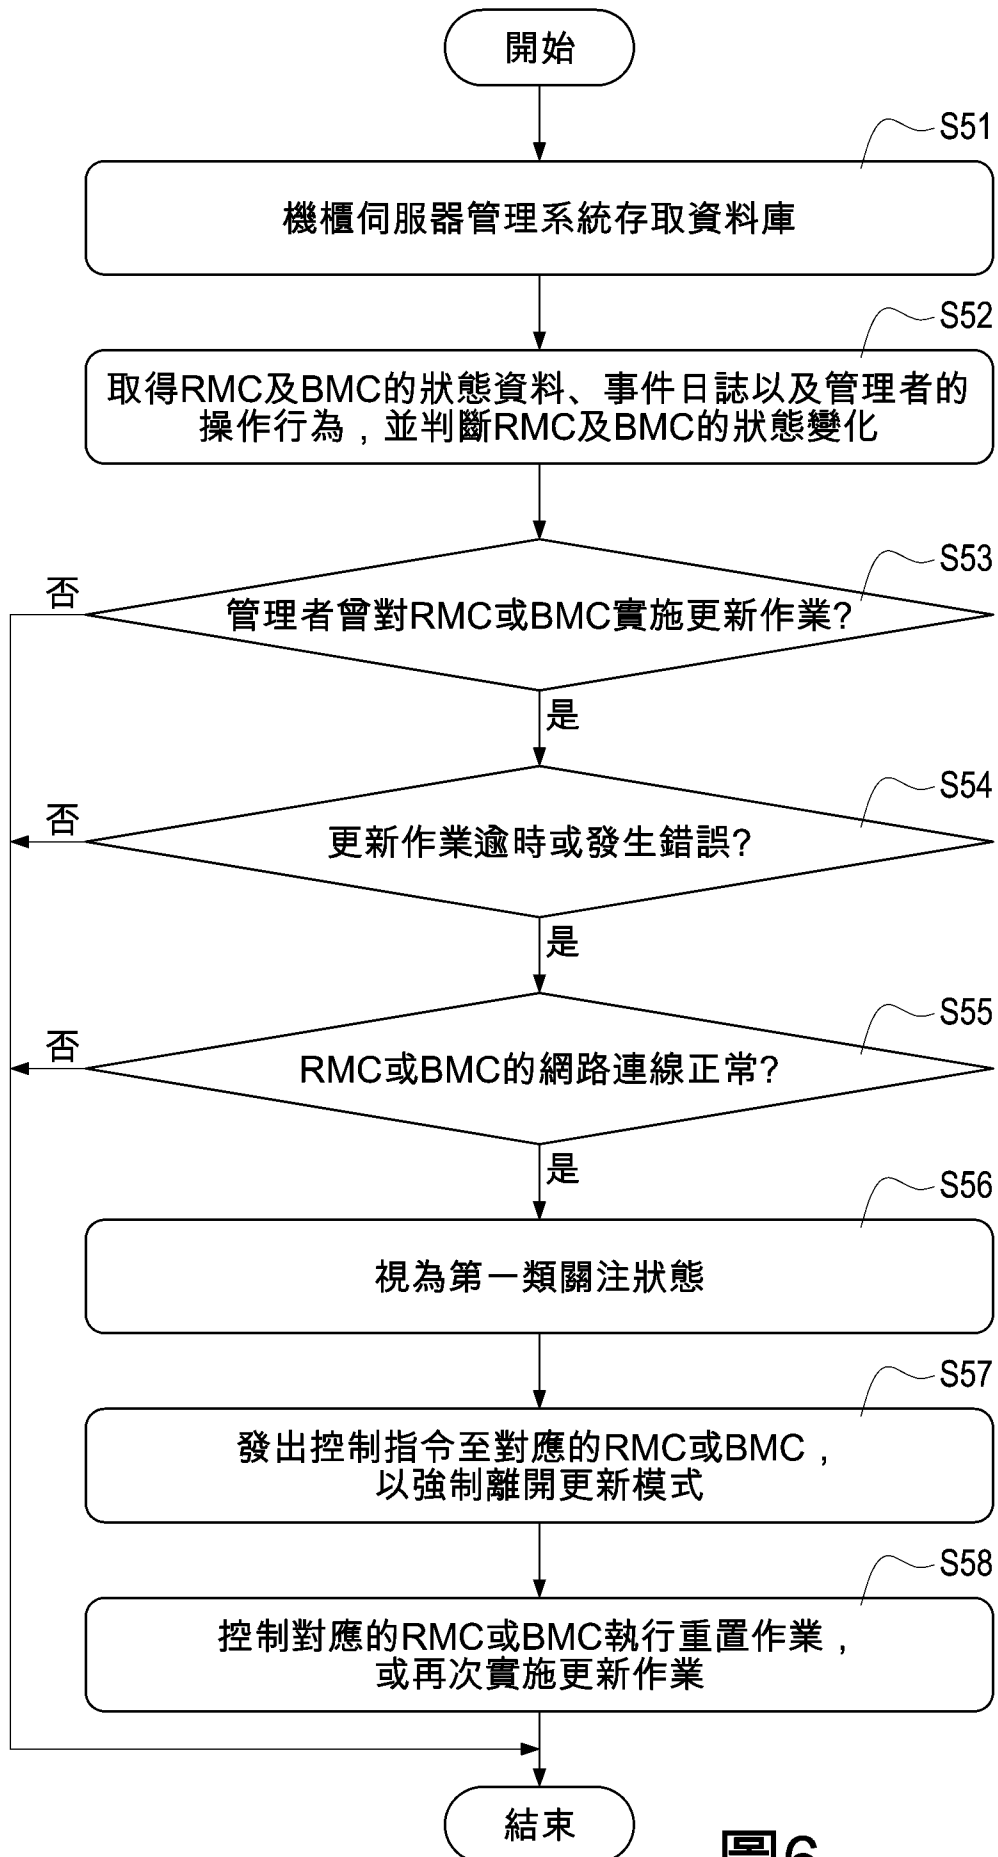 開始
S51
機櫃伺服器管理系統存取資料庫
S52
取得RMC及BMC的狀態資料、事件日誌以及管理者的
操作行為，並判斷RMC及BMC的狀態變化
S53
否
管理者曾對RMC或BMC實施更新作業?
是
S54
否
更新作業逾時或發生錯誤?
是
S55
否
RMC或BMC的網路連線正常?
是
S56
視為第一類關注狀態
S57
發出控制指令至對應的RMC或BMC，
以強制離開更新模式
S58
控制對應的RMC或BMC執行重置作業，
或再次實施更新作業
結束
圖6